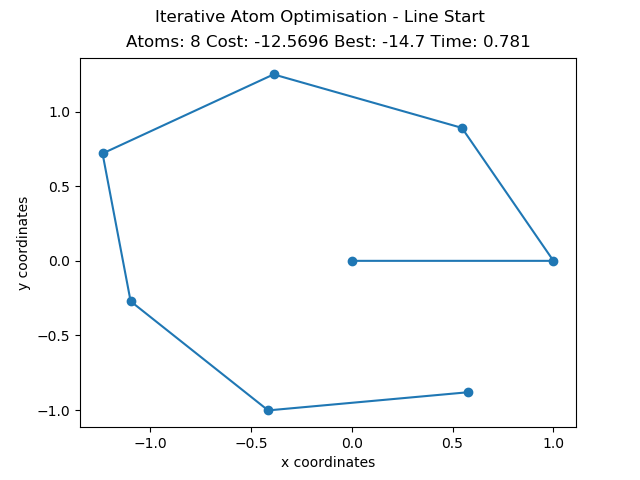 Iterative Atom Optimisation - Line Start
Atoms: 8 Cost: -12.5696 Best: -14.7 Time: 0.781
1.0
0.5
0.0
−0.5
−1.0
y coordinates
−1.0 −0.5 0.0 0.5 1.0
x coordinates